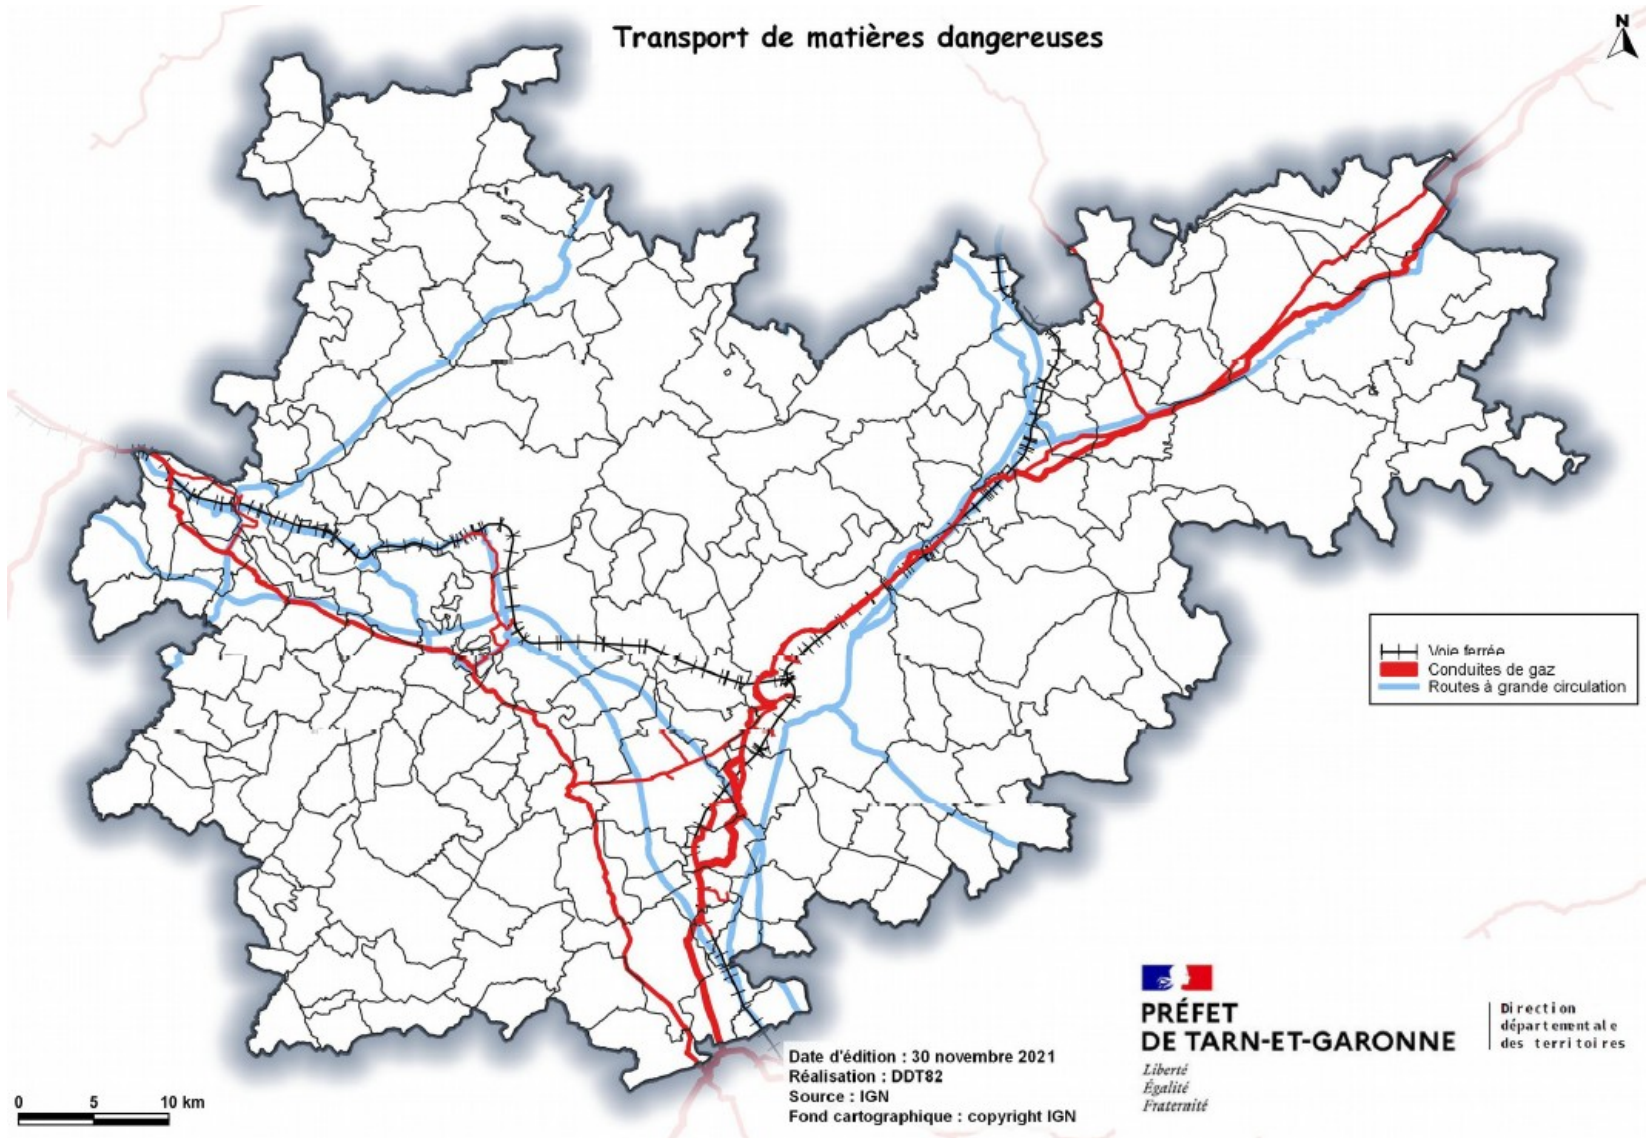 Transport de matières dangereuses
N
Voie ferrée
Conduites de gaz
Routes à grande circulation
PRÉFET
DE TARN-ET-GARONNE
Liberté
Égalité
Fraternité
Direction
départementale
des territoires
Date d'édition : 30 novembre 2021
Réalisation : DDT82
Source : IGN
Fond cartographique : copyright IGN
0 5 10 km